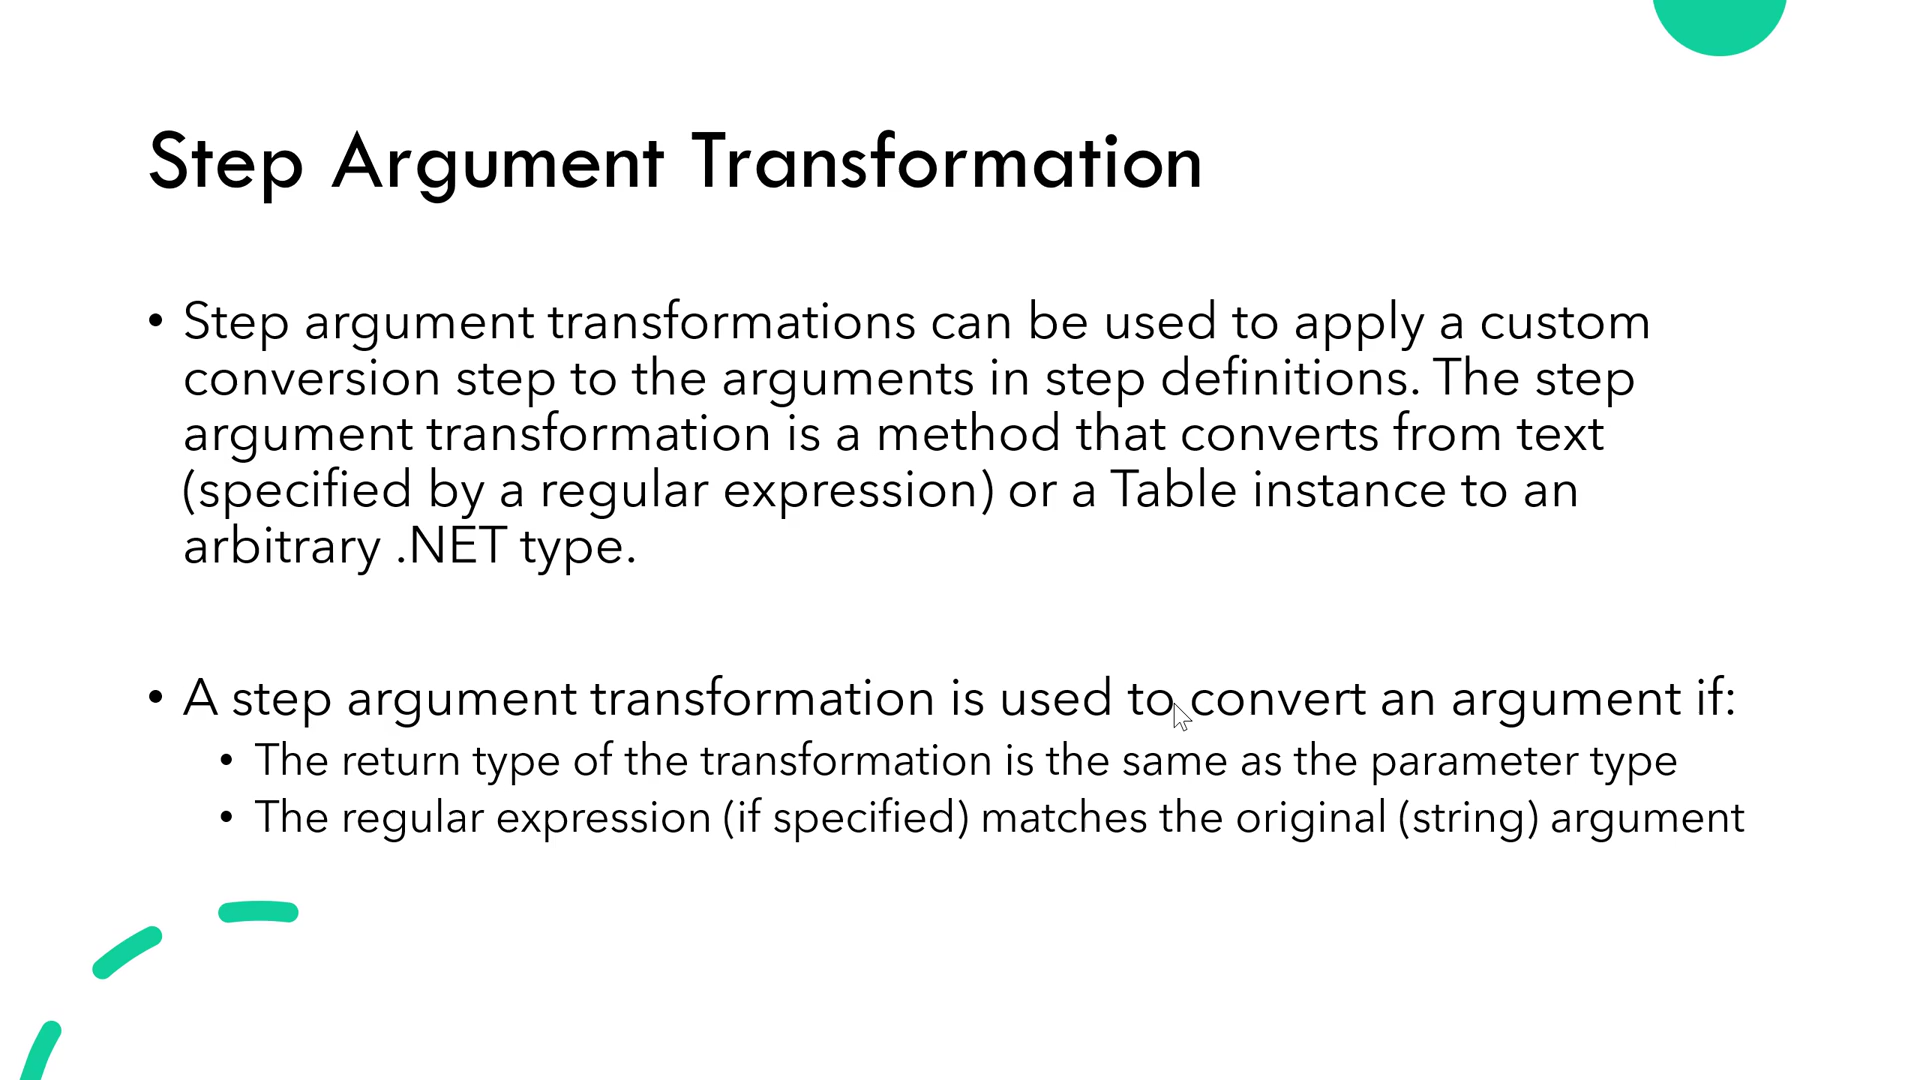 Step Argument Transformation
• Step argument transformations can be used to apply a custom
conversion step to the arguments in step definitions. The step
argument transformation is a method that converts from text
(specified by a regular expression) or a Table instance to an
arbitrary .NET type.
• A step argument transformation is used to convert an argument if:
• The return type of the transformation is the same as the parameter type
• The regular expression (if specified) matches the original (string) argument